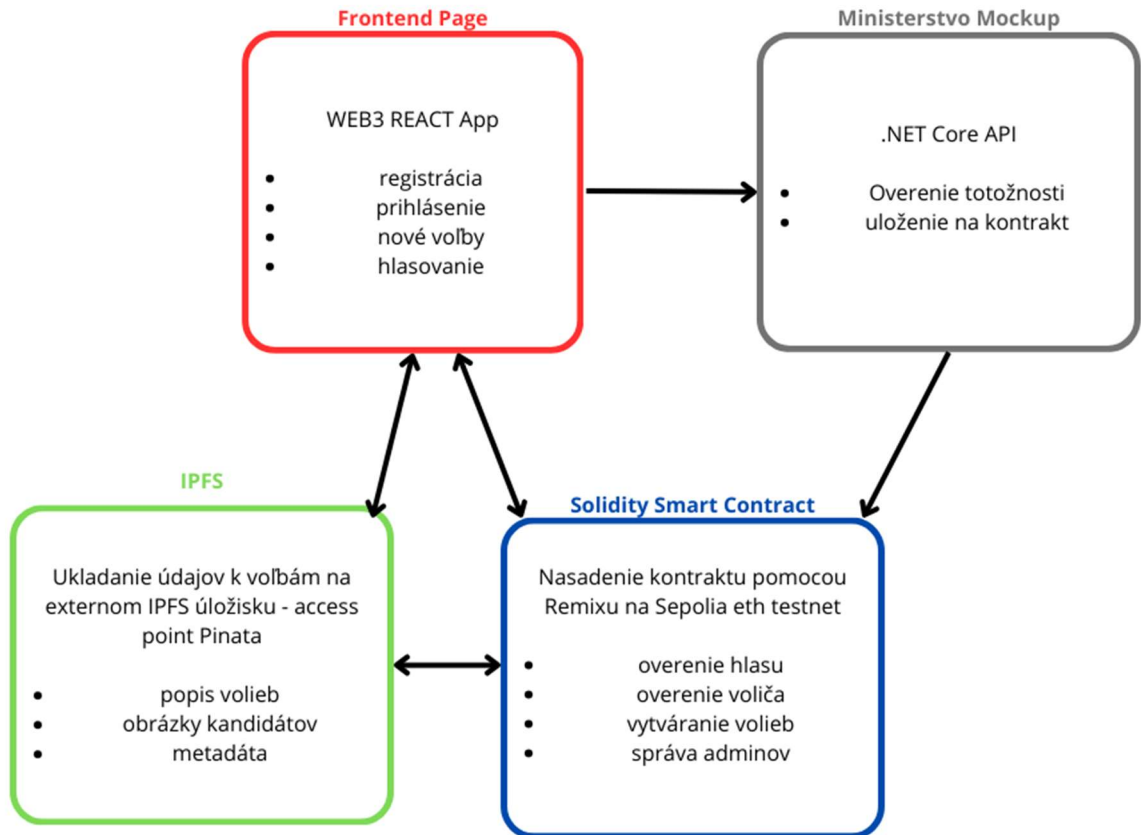 Frontend Page
WEB3 REACT App
• registrácia
• prihlásenie
• nové voľby
• hlasovanie
Ministerstvo Mockup
.NET Core API
• Overenie totožnosti
• uloženie na kontrakt
IPFS
Ukladanie údajov k voľbám na
externom IPFS úložisku - access
point Pinata
• popis volieb
• obrázky kandidátov
• metadáta
Solidity Smart Contract
Nasadenie kontraktu pomocou
Remixu na Sepolia eth testnet
• overenie hlasu
• overenie voliča
• vytváranie volieb
• správa adminov